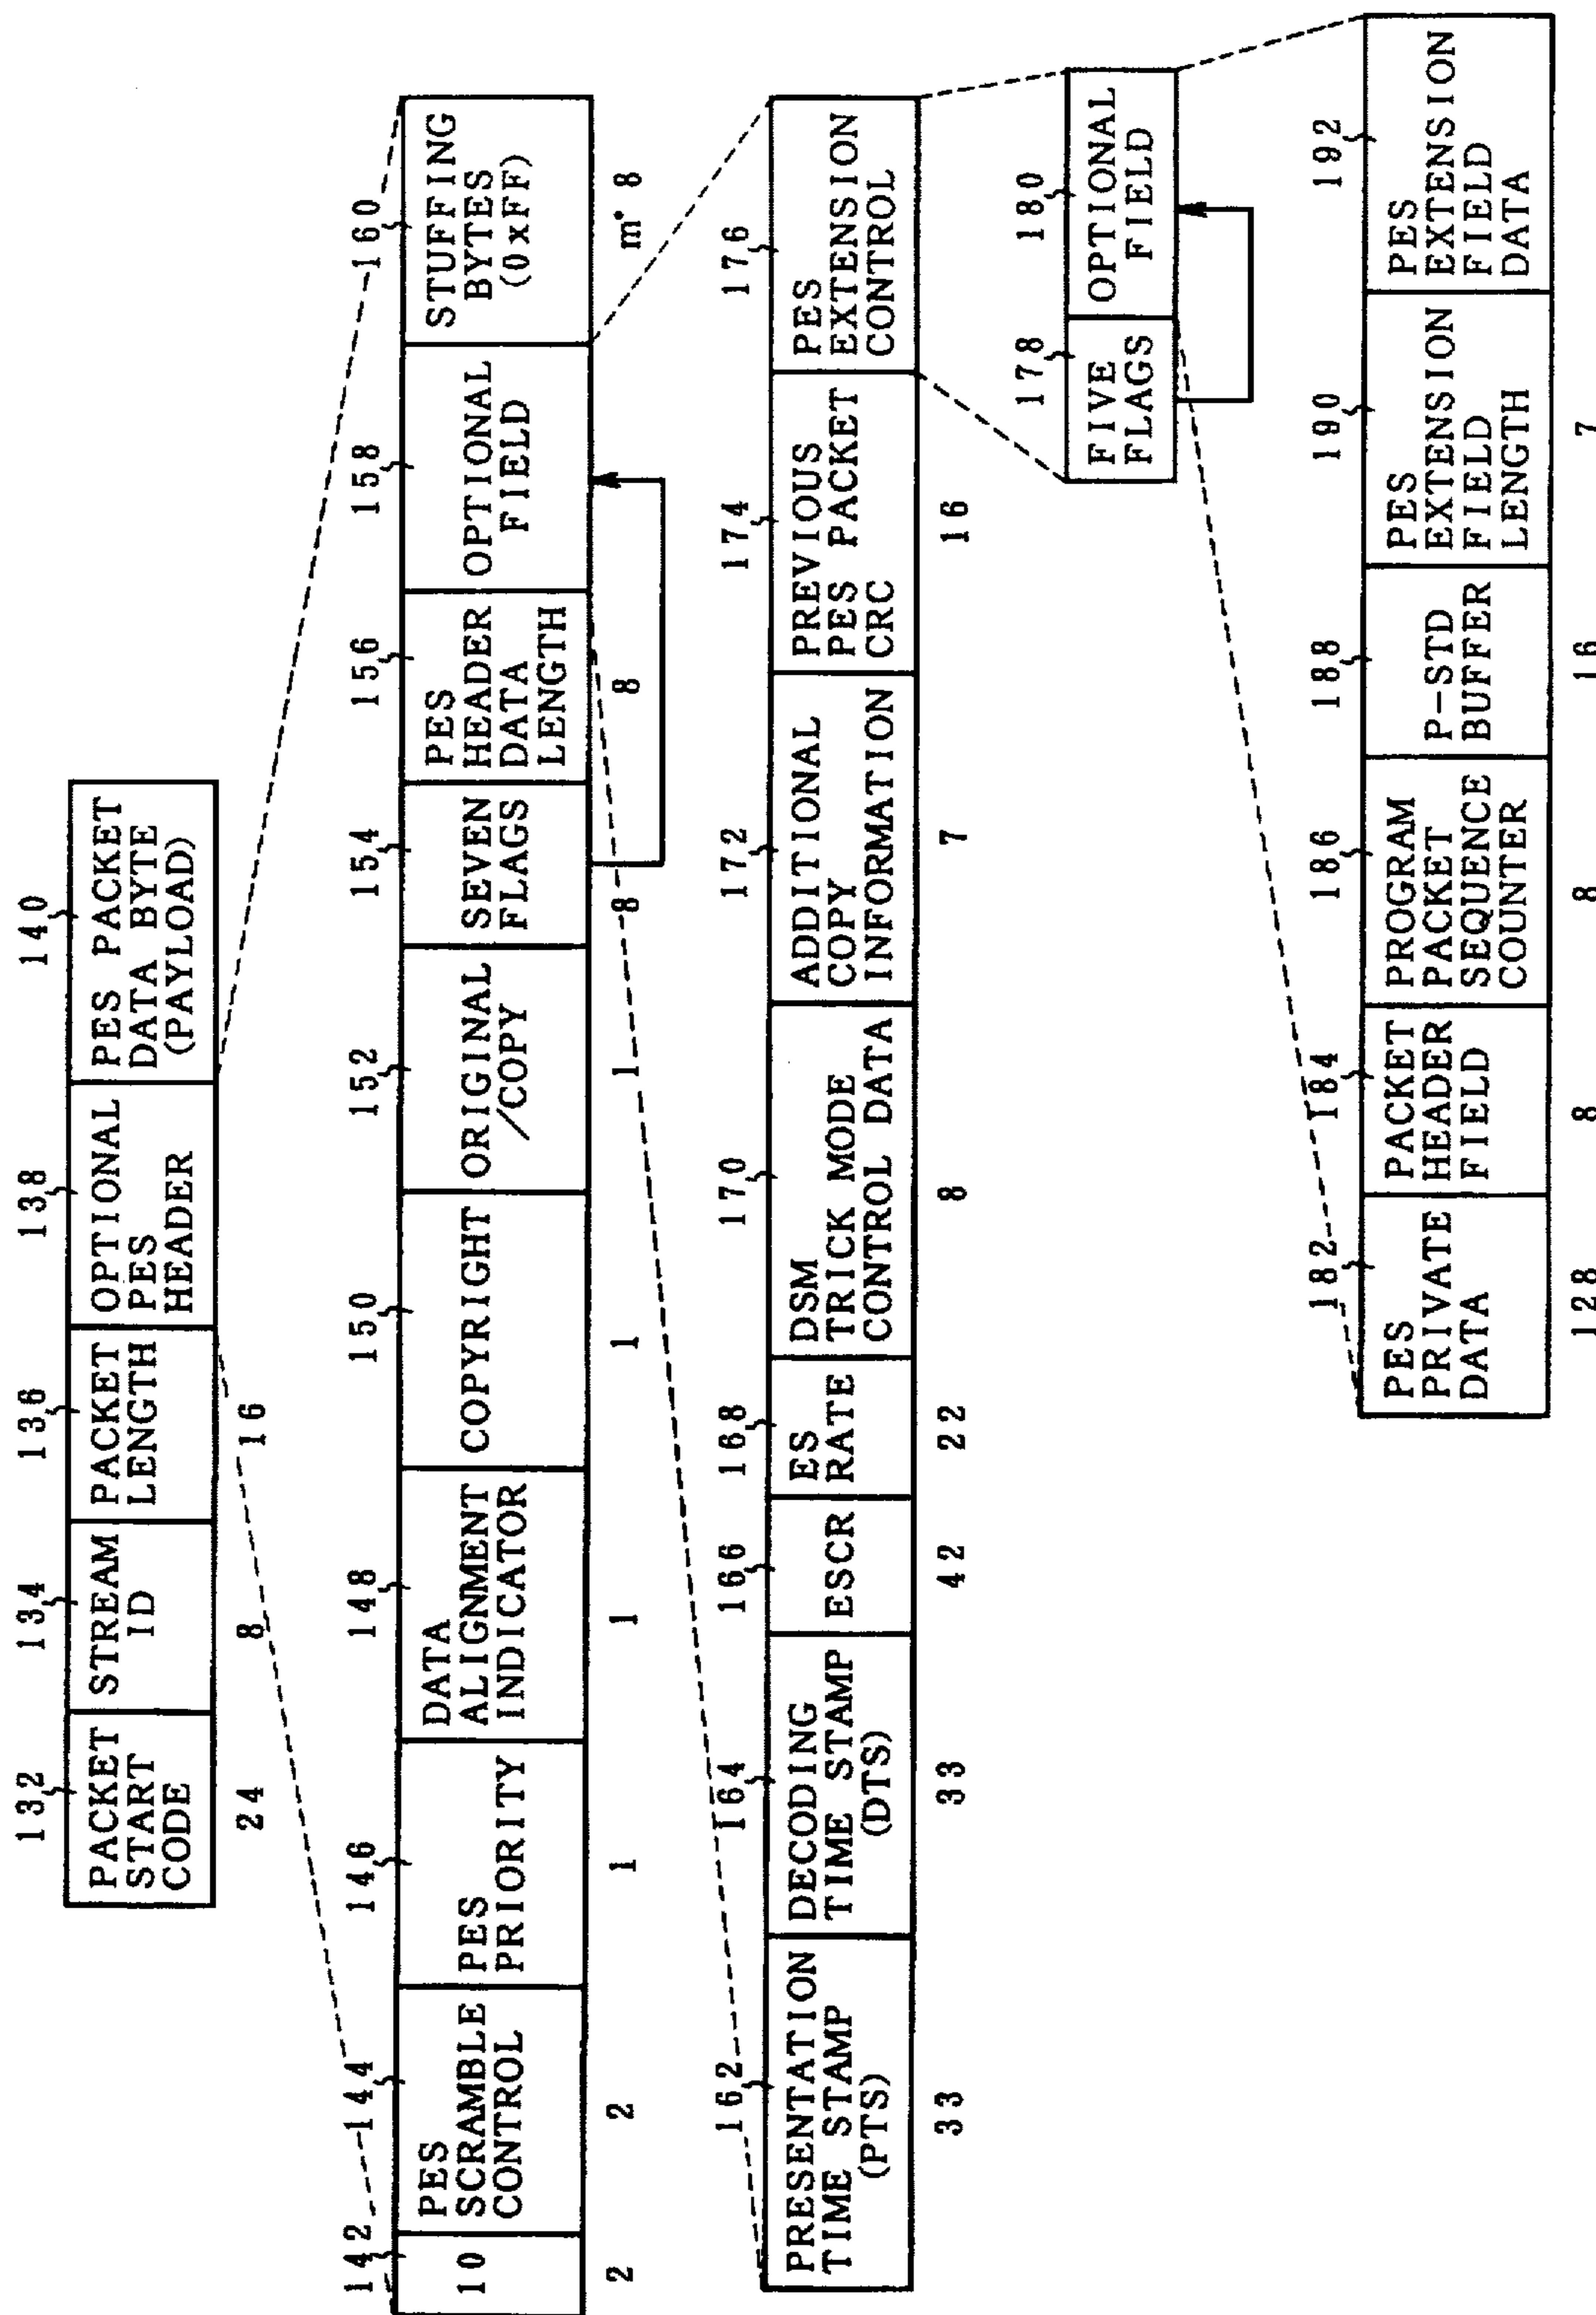 132 134 136 138 140
PACKET START CODE
STREAM ID
PACKET LENGTH
OPTIONAL PES HEADER
PES PACKET DATA BYTE (PAYLOAD)
24 8 16
142 144 146 148 150 152 154 156 158 160
10
PES SCRAMBLE CONTROL
PES PRIORITY
DATA ALIGNMENT INDICATOR
COPYRIGHT
ORIGINAL /COPY
SEVEN FLAGS
PES HEADER DATA LENGTH
OPTIONAL FIELD
STUFFING BYTES (0xFF)
2 2 1 1 1 1 8 8 m* 8
162 164 166 168 170 172 174 176
PRESENTATION TIME STAMP (PTS)
DECODING TIME STAMP (DTS)
ESCR
ES RATE
DSM TRICK MODE CONTROL DATA
ADDITIONAL COPY INFORMATION
PREVIOUS PES PACKET CRC
PES EXTENSION CONTROL
33 33 42 22 8 7 16
178 180
FIVE FLAGS
OPTIONAL FIELD
182 184 186 188 190 192
PES PRIVATE DATA
PACKET HEADER FIELD
PROGRAM PACKET SEQUENCE COUNTER
P-STD BUFFER
PES EXTENSION FIELD LENGTH
PES EXTENSION FIELD DATA
128 8 8 16 7